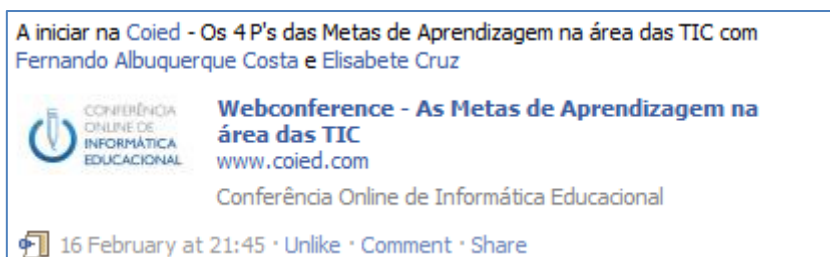 A iniciar na Coied - Os 4 P's das Metas de Aprendizagem na área das TIC com
Fernando Albuquerque Costa e Elisabete Cruz
CONFERÊNCIA
ONLINE DE
INFORMÁTICA
EDUCACIONAL
Webconference - As Metas de Aprendizagem na
área das TIC
www.coied.com
Conferência Online de Informática Educacional
16 February at 21:45 · Unlike · Comment · Share